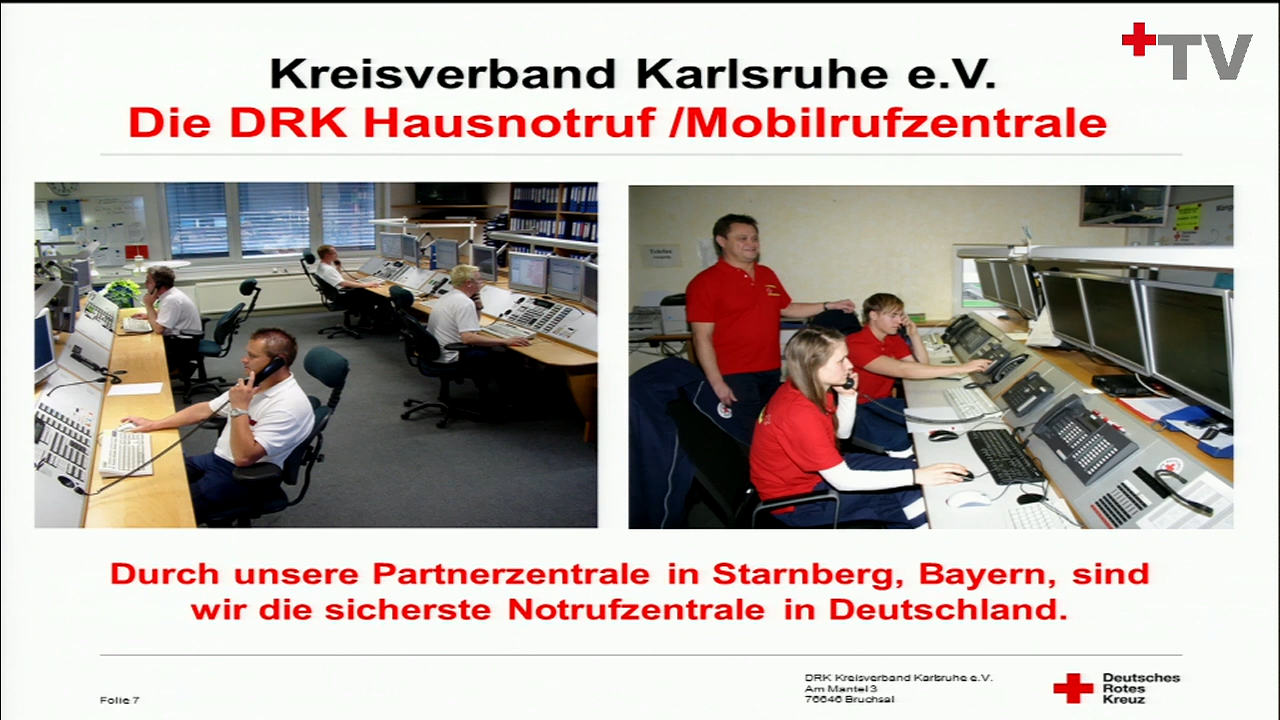 TV
Kreisverband Karlsruhe e.V.
Die DRK Hausnotruf /Mobilrufzentrale
Durch unsere Partnerzentrale in Starnberg, Bayern, sind
wir die sicherste Notrufzentrale in Deutschland.
Folie 7
DRK Kreisverband Karlsruhe e.V.
Am Mantel 3
76646 Bruchsal
Deutsches
Rotes
Kreuz